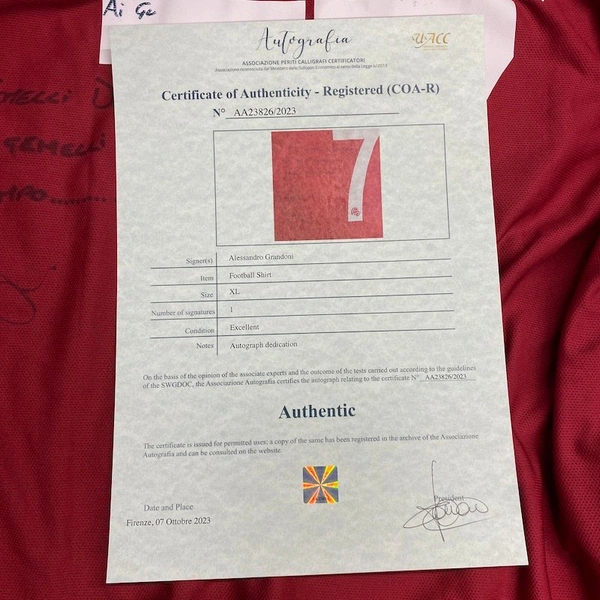 Ai Ge
Autografia
UACC
ASSOCIAZIONE PERITI CALLIGRAFI CERTIFICATORI
Certificate of Authenticity - Registered (COA-R)
N° AA23826/2023
7
Signer(s) Alessandro Grandoni
Item Football Shirt
Size XL
Number of signatures 1
Condition Excellent
Notes Autograph dedication
On the basis of the opinion of the associate experts and the outcome of the tests carried out according to the guidelines
of the SWGDOC, the Associazione Autografia certifies the autograph relating to the certificate N° AA23826/2023
Authentic
The certificate is issued for permitted uses: a copy of the same has been registered in the archive of the Associazione
Autografia and can be consulted on the website.
Date and Place
President
Firenze, 07 Ottobre 2023
GEMELLI